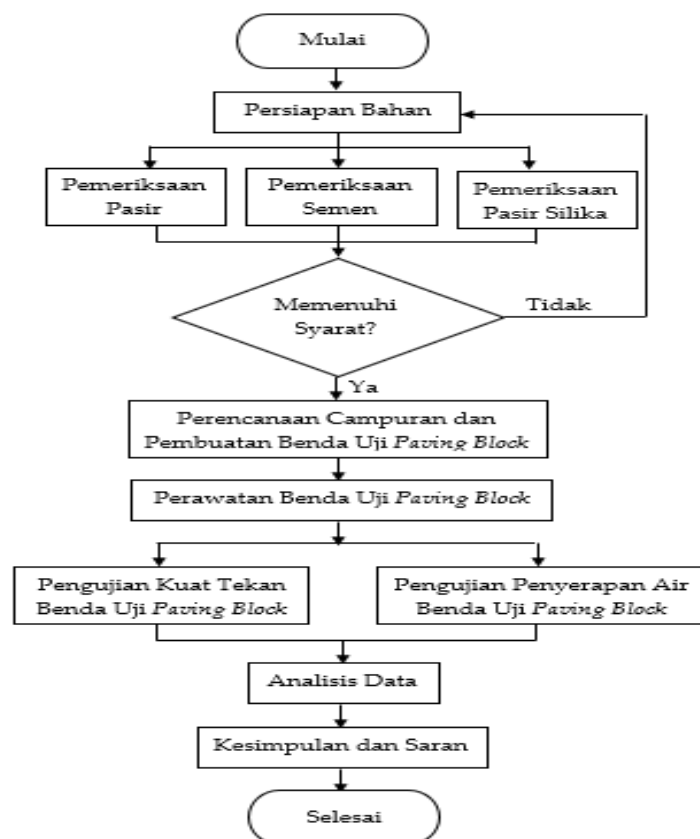 Mulai
Persiapan Bahan
Pemeriksaan
Pasir
Pemeriksaan
Semen
Pemeriksaan
Pasir Silika
Memenuhi
Syarat?
Tidak
Ya
Perencanaan Campuran dan
Pembuatan Benda Uji Paving Block
Perawatan Benda Uji Paving Block
Pengujian Kuat Tekan
Benda Uji Paving Block
Pengujian Penyerapan Air
Benda Uji Paving Block
Analisis Data
Kesimpulan dan Saran
Selesai